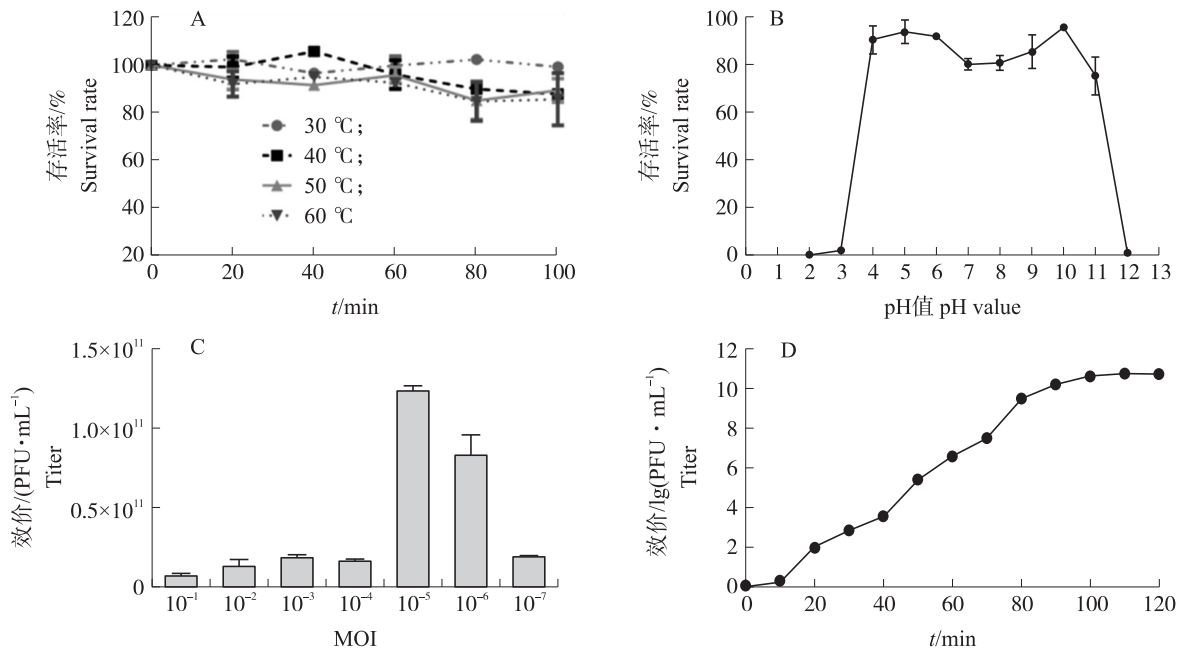 A
120
100
80
60
40
20
存活率/%
Survival rate
30 ℃;
40 ℃;
50 ℃;
60 ℃
0 20 40 60 80 100
t/min
B
100
80
60
40
20
0
存活率/%
Survival rate
0 1 2 3 4 5 6 7 8 9 10 11 12 13
pH值 pH value
C
1.5×10¹¹
1.0×10¹¹
0.5¹¹
0
效价/(PFU·mL⁻¹)
Titer
10⁻¹ 10⁻² 10⁻³ 10⁻⁴ 10⁻⁵ 10⁻⁶ 10⁻⁷
MOI
D
12
10
8
6
4
2
0
效价/lg(PFU·mL⁻¹)
Titer
0 20 40 60 80 100 120
t/min